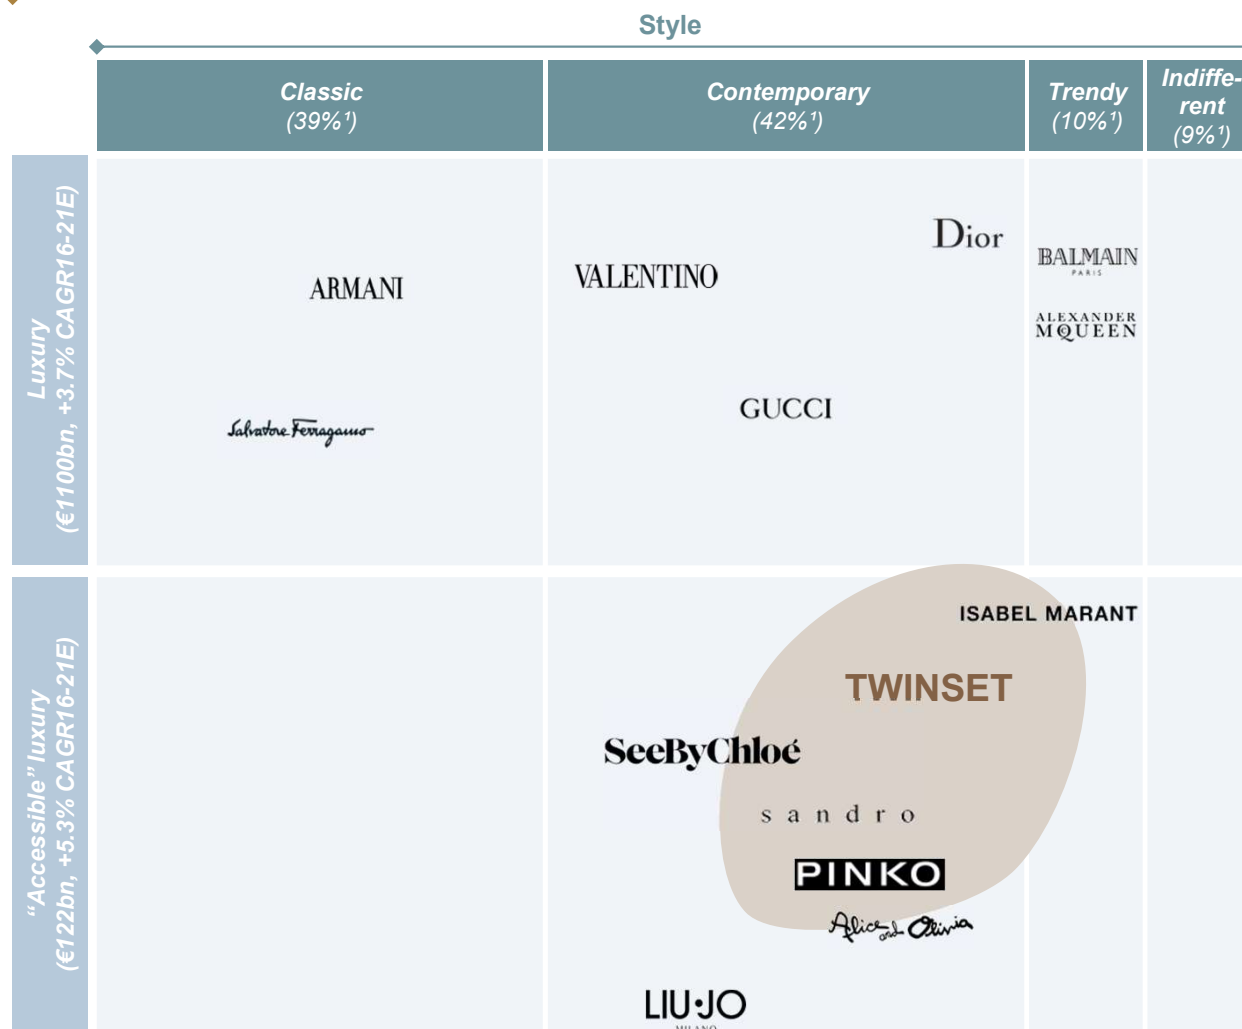 Style
Classic
(39%¹)
Contemporary
(42%¹)
Trendy
(10%¹)
Indiffe-
rent
(9%¹)
Luxury
(€1100bn, +3.7% CAGR16-21E)
Dior
BALMAIN
PARIS
VALENTINO
ARMANI
ALEXANDER
MCQUEEN
GUCCI
Salvatore Ferragamo
"Accessible" luxury
(€122bn, +5.3% CAGR16-21E)
ISABEL MARANT
TWINSET
SeeByChloé
sandro
PINKO
Alice and Olivia
LIU•JO
MILANO